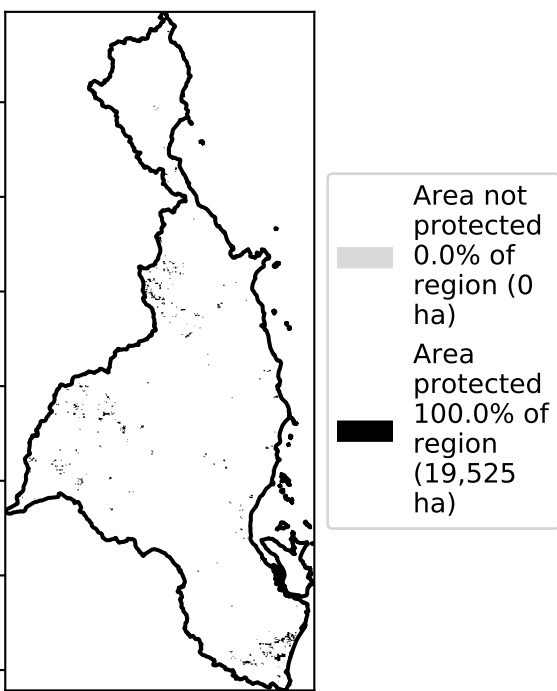 Area not
protected
0.0% of
region (0
ha)
Area
protected
100.0% of
region
(19,525
ha)